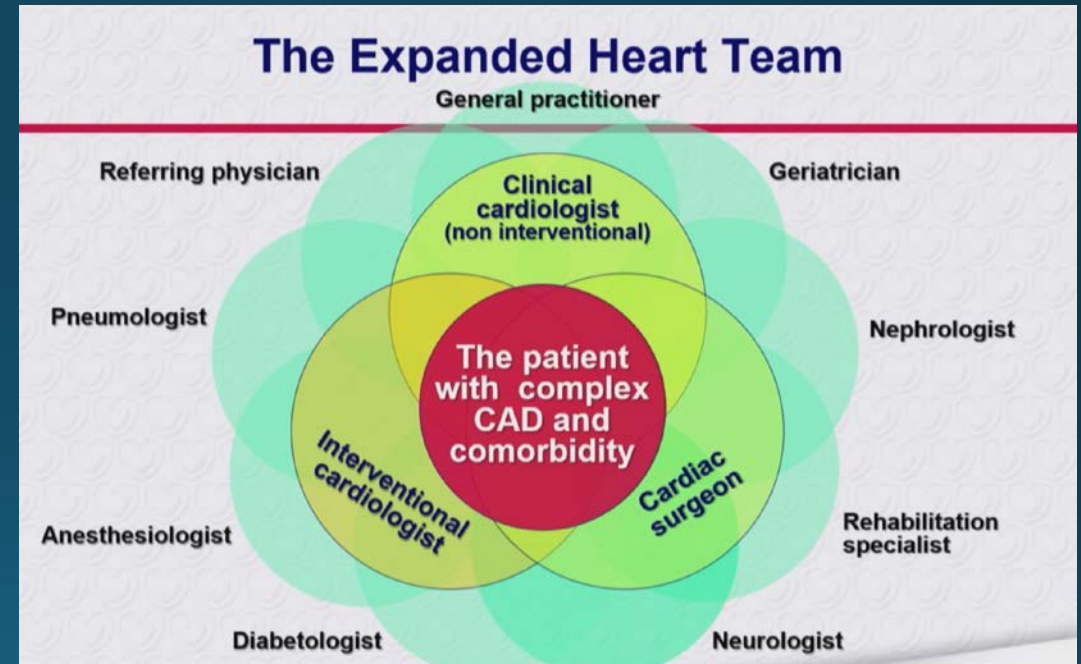 The Expanded Heart Team
General practitioner
Referring physician
Geriatrician
Clinical
cardiologist
(non interventional)
Pneumologist
Nephrologist
The patient
with complex
CAD and
comorbidity
Interventional
cardiologist
Cardiac
surgeon
Anesthesiologist
Rehabilitation
specialist
Diabetologist
Neurologist